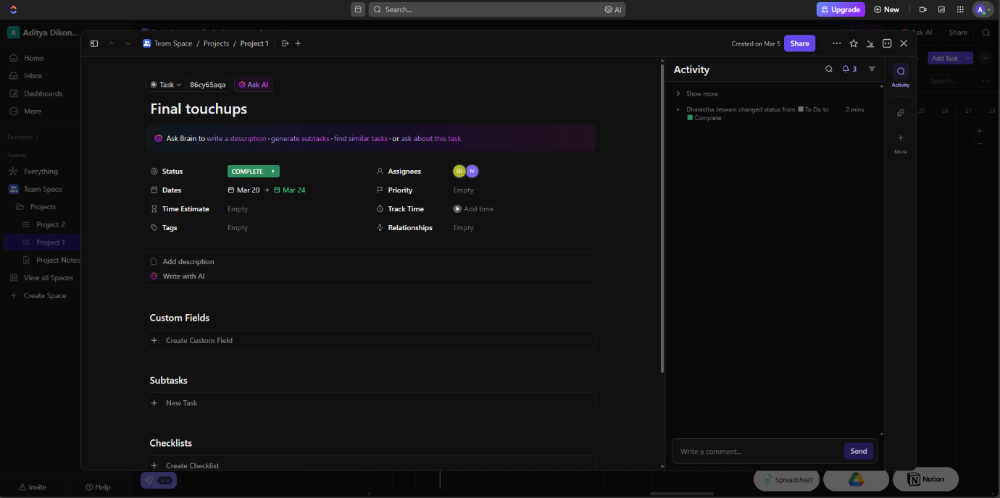 Search...
AI
Upgrade
New
A
A Aditya Dikon...
Home
Inbox
Dashboards
More
Favorites
Spaces
Everything
Team Space
Projects
Project 2
Project 1
Project Notes
View all Spaces
Create Space
Invite
Help
Ask AI
Share
Add Task
Search...
25 26 27 28
Team Space / Projects / Project 1
Created on Mar 5
Share
Task
86cy65aqa
Ask AI
Final touchups
Ask Brain to write a description · generate subtasks · find similar tasks · or ask about this task
Status COMPLETE
Assignees M
Dates Mar 20 → Mar 24
Priority Empty
Time Estimate Empty
Track Time Add time
Tags Empty
Relationships Empty
Add description
Write with AI
Custom Fields
Create Custom Field
Subtasks
New Task
Checklists
Create Checklist
Activity
3
Show more
Dhanistha Jeswani changed status from To Do to
Complete
2 mins
Write a comment...
Send
Activity
More
Spreadsheet
Notion